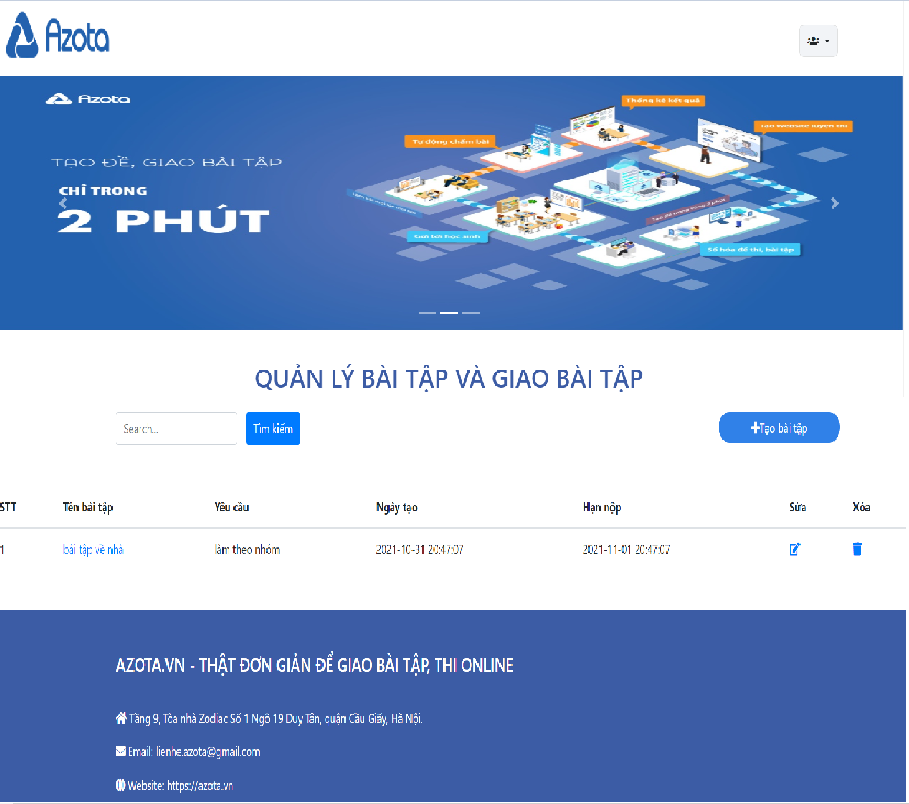 Azota
Azota
TẠO ĐỀ, GIAO BÀI TẬP
CHỈ TRONG
2 PHÚT
Thống kê kết quả
Tự động chấm bài
Số hóa đề thi, bài tập
QUẢN LÝ BÀI TẬP VÀ GIAO BÀI TẬP
Search...
Tìm kiếm
Tạo bài tập
STT Tên bài tập Yêu cầu Ngày tạo Hạn nộp Sửa Xóa
1 bài tập về nhà làm theo nhóm 2021-10-31 20:47:07 2021-11-01 20:47:07
AZOTA.VN - THẬT ĐƠN GIẢN ĐỂ GIAO BÀI TẬP, THI ONLINE
Tầng 9, Tòa nhà Zodiac Số 1 Ngõ 19 Duy Tân, cuận Cầu Giấy, Hà Nội.
Email: lienhe.azota@gmail.com
Website: https://azota.vn